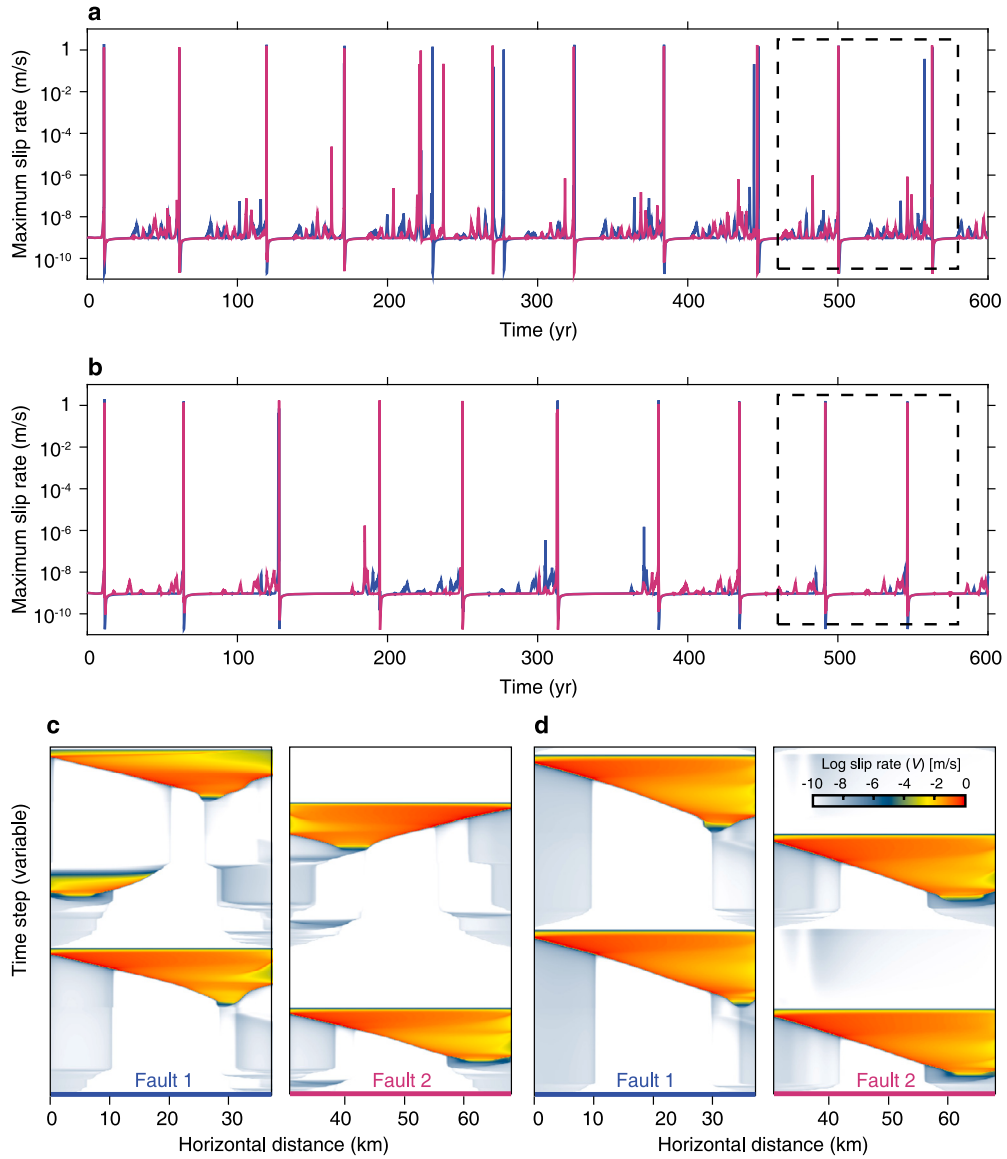 a
Maximum slip rate (m/s)
1
10-2
10-4
10-6
10-8
10-10
0 100 200 300 400 500 600
Time (yr)
b
Maximum slip rate (m/s)
1
10-2
10-4
10-6
10-8
10-10
0 100 200 300 400 500 600
Time (yr)
c d
Time step (variable)
Log slip rate (V) [m/s]
-10 -8 -6 -4 -2 0
Fault 1 Fault 2 Fault 1 Fault 2
0 10 20 30 40 50 60 0 10 20 30 40 50 60
Horizontal distance (km) Horizontal distance (km)